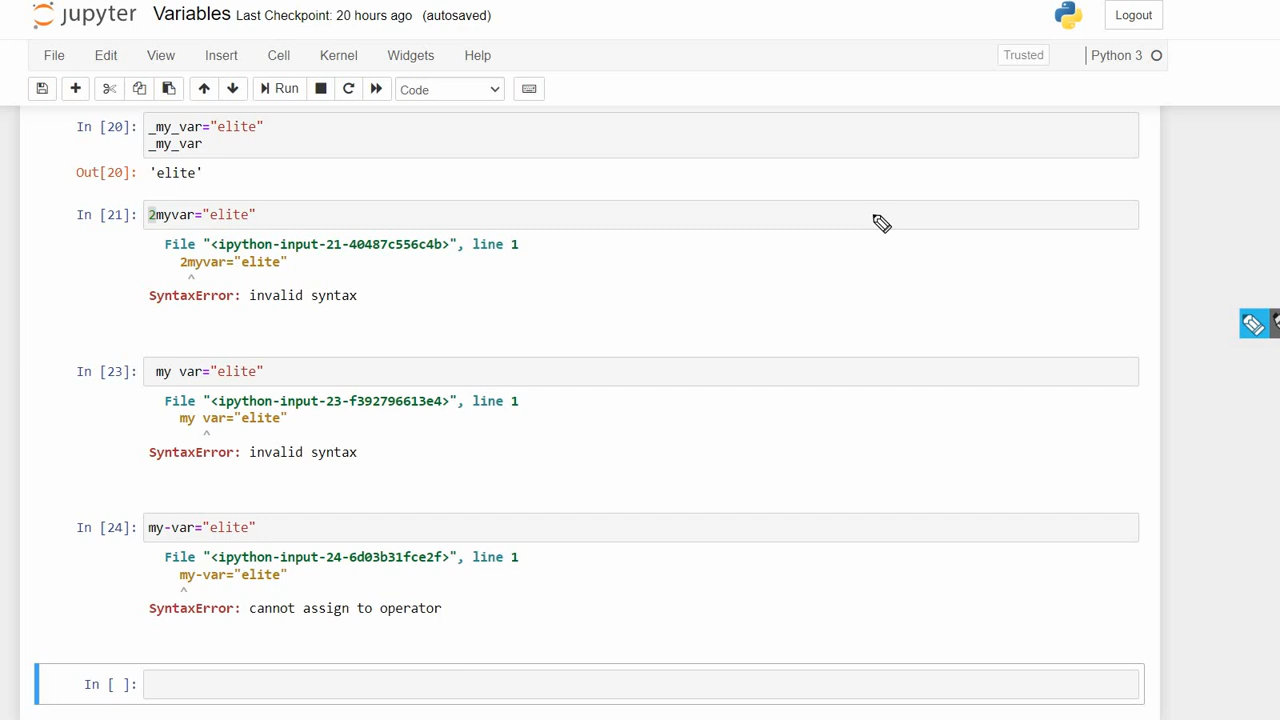 jupyter Variables Last Checkpoint: 20 hours ago (autosaved) Logout
File Edit View Insert Cell Kernel Widgets Help Trusted Python 3
Run Code
In [20]: _my_var="elite"
_my_var
Out[20]: 'elite'
In [21]: 2myvar="elite"
File "<ipython-input-21-40487c556c4b>", line 1
2myvar="elite"
^
SyntaxError: invalid syntax
In [23]: my var="elite"
File "<ipython-input-23-f392796613e4>", line 1
my var="elite"
^
SyntaxError: invalid syntax
In [24]: my-var="elite"
File "<ipython-input-24-6d03b31fce2f>", line 1
my-var="elite"
^
SyntaxError: cannot assign to operator
In [ ]: